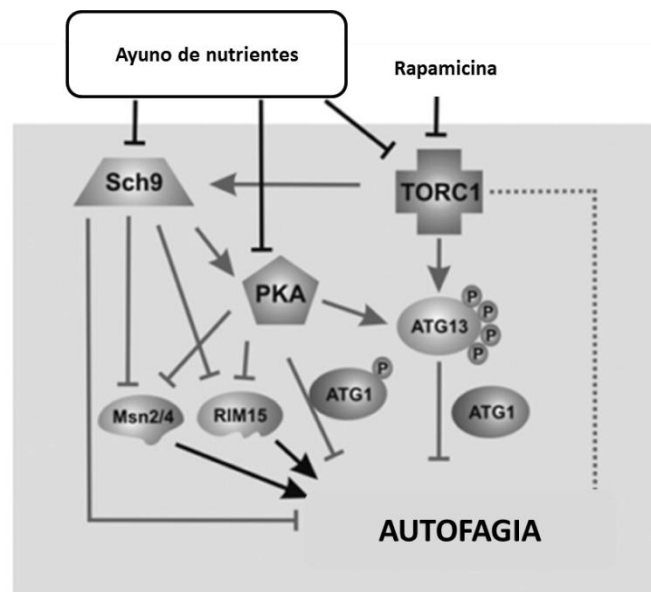 Ayuno de nutrientes
Rapamicina
Sch9
TORC1
PKA
P
P
P
P
ATG13
P
ATG1
ATG1
Msn2/4
RIM15
AUTOFAGIA